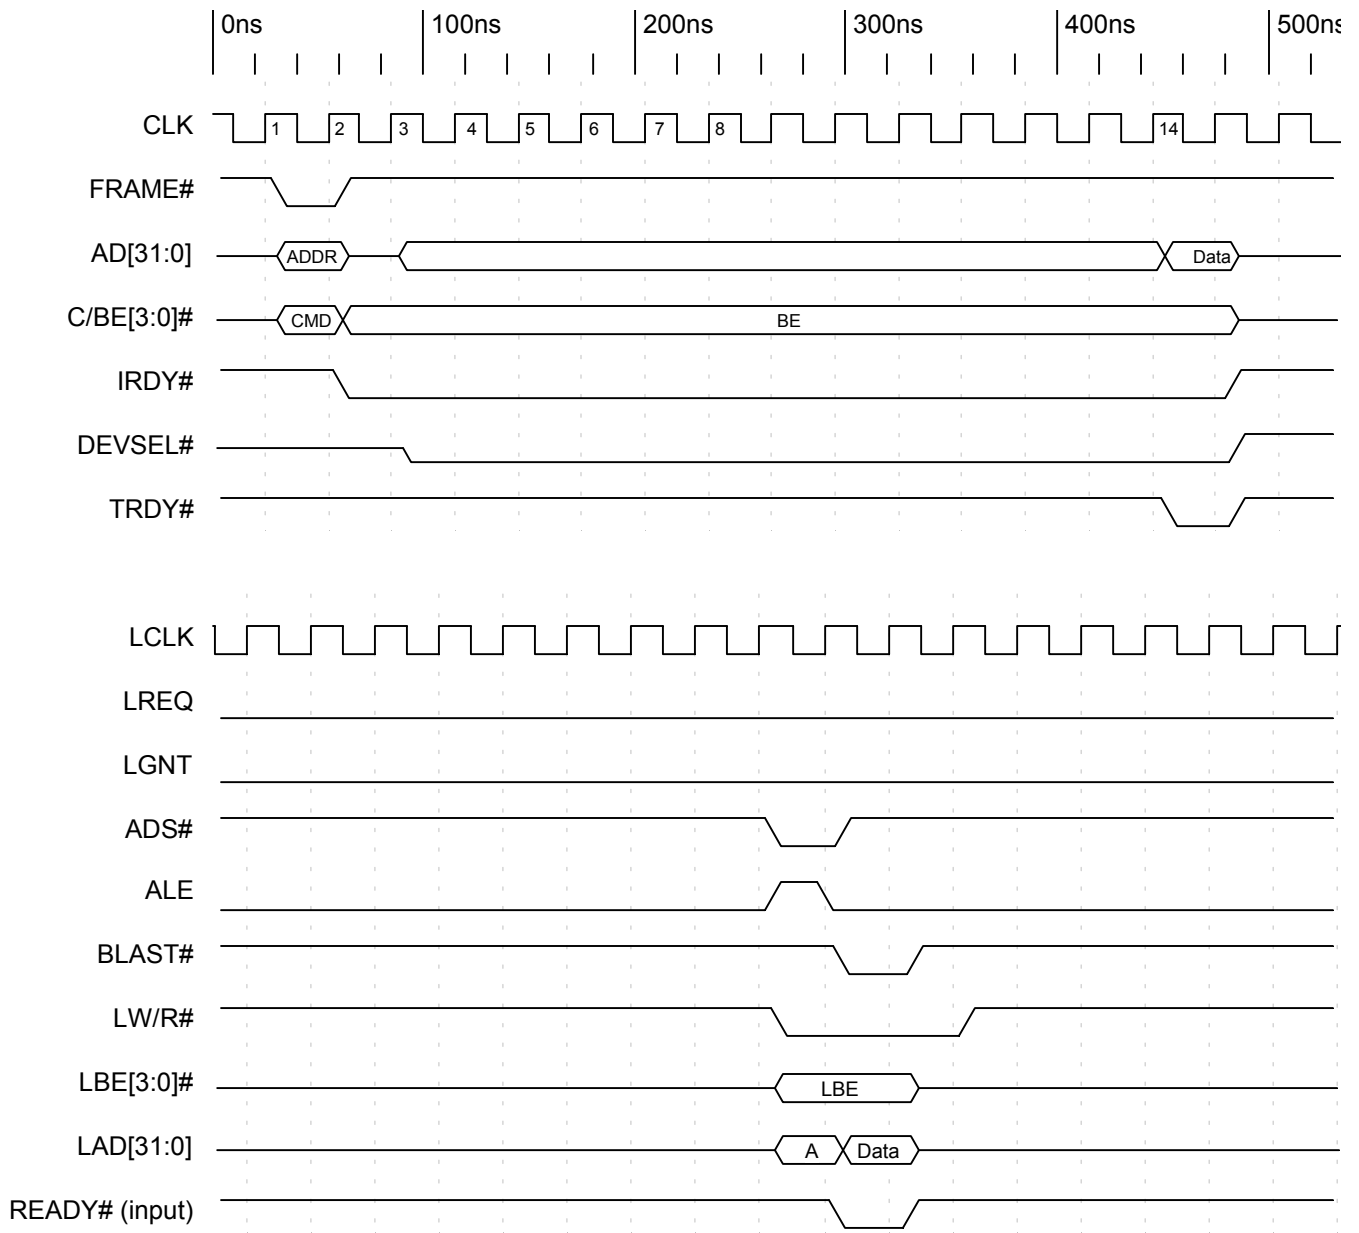 0ns 100ns 200ns 300ns 400ns 500ns
CLK 1 2 3 4 5 6 7 8 14
FRAME#
AD[31:0] ADDR Data
C/BE[3:0]# CMD BE
IRDY#
DEVSEL#
TRDY#
LCLK
LREQ
LGNT
ADS#
ALE
BLAST#
LW/R#
LBE[3:0]# LBE
LAD[31:0] A Data
READY# (input)